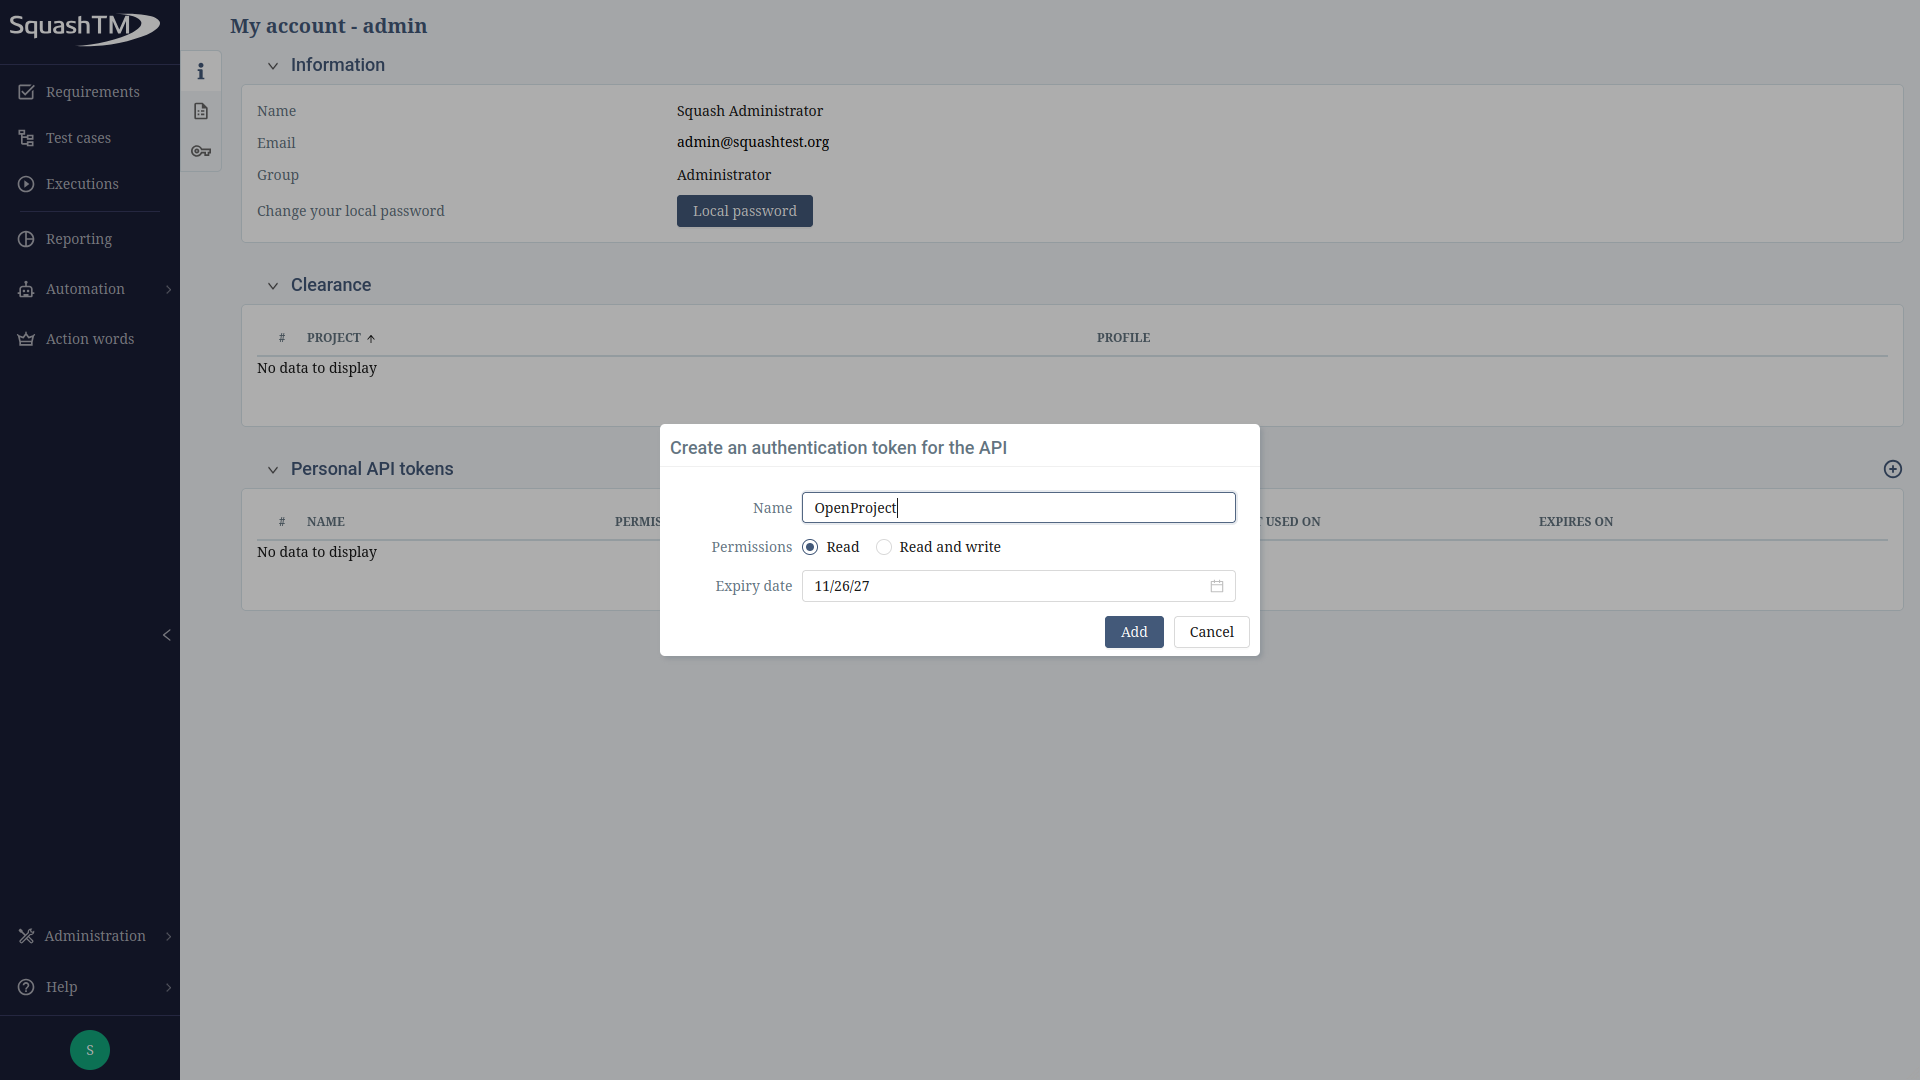 SquashTM
Requirements
Test cases
Executions
Reporting
Automation
Action words
Administration
Help
S
My account - admin
Information
Name Squash Administrator
Email admin@squashtest.org
Group Administrator
Change your local password Local password
Clearance
# PROJECT PROFILE
No data to display
Personal API tokens
# NAME PERMIS USED ON EXPIRES ON
No data to display
Create an authentication token for the API
Name OpenProject
Permissions Read Read and write
Expiry date 11/26/27
Add Cancel